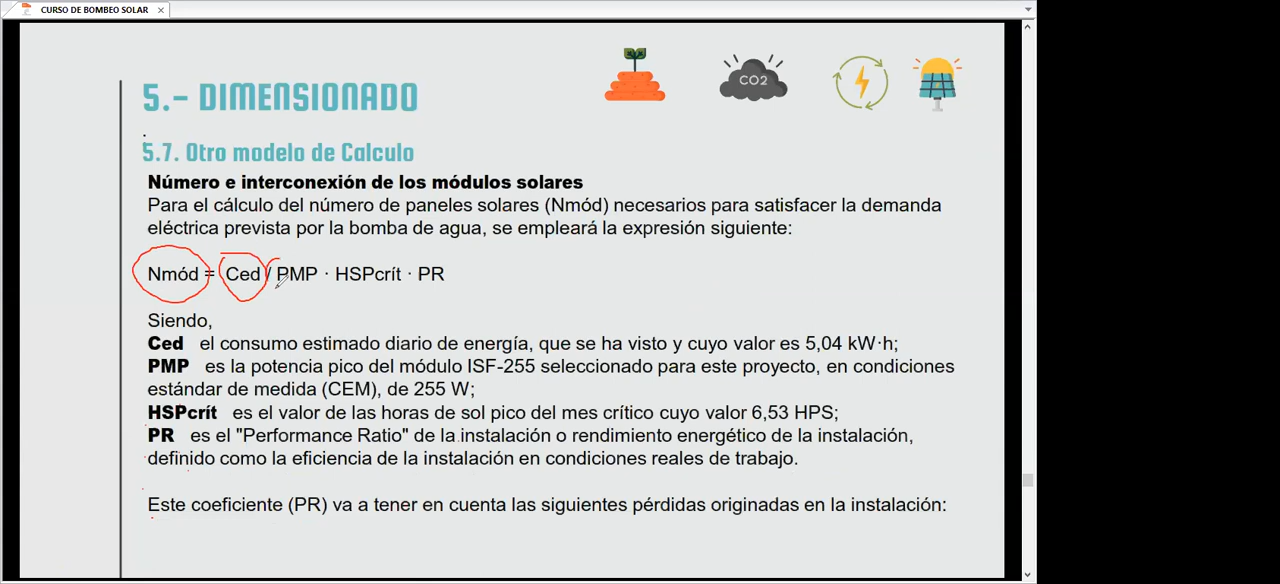 CURSO DE BOMBEO SOLAR
5.- DIMENSIONADO
CO2
5.7. Otro modelo de Calculo
Número e interconexión de los módulos solares
Para el cálculo del número de paneles solares (Nmód) necesarios para satisfacer la demanda
eléctrica prevista por la bomba de agua, se empleará la expresión siguiente:
Nmód = Ced / PMP · HSPcrít · PR
Siendo,
Ced el consumo estimado diario de energía, que se ha visto y cuyo valor es 5,04 kW·h;
PMP es la potencia pico del módulo ISF-255 seleccionado para este proyecto, en condiciones
estándar de medida (CEM), de 255 W;
HSPcrít es el valor de las horas de sol pico del mes crítico cuyo valor 6,53 HPS;
PR es el "Performance Ratio" de la instalación o rendimiento energético de la instalación,
definido como la eficiencia de la instalación en condiciones reales de trabajo.
Este coeficiente (PR) va a tener en cuenta las siguientes pérdidas originadas en la instalación: